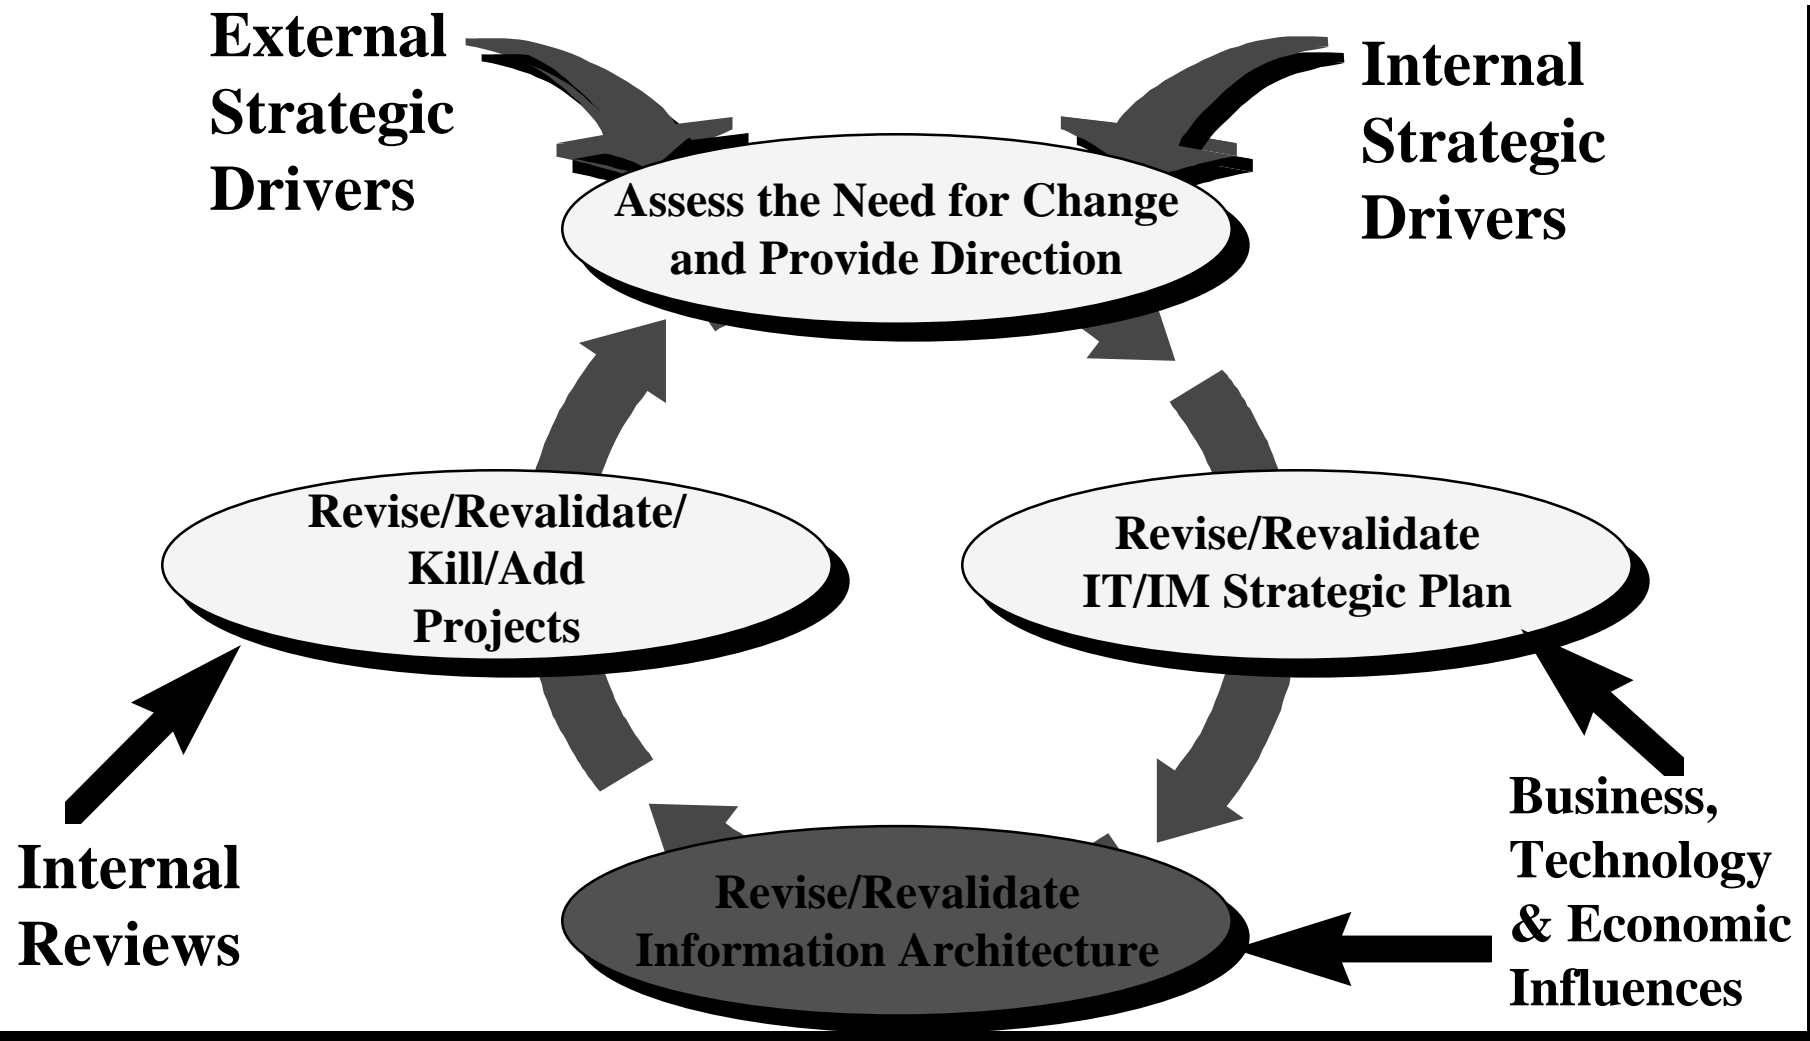 External
Strategic
Drivers
Internal
Strategic
Drivers
Assess the Need for Change
and Provide Direction
Revise/Revalidate/
Kill/Add
Projects
Revise/Revalidate
IT/IM Strategic Plan
Internal
Reviews
Revise/Revalidate
Information Architecture
Business,
Technology
& Economic
Influences